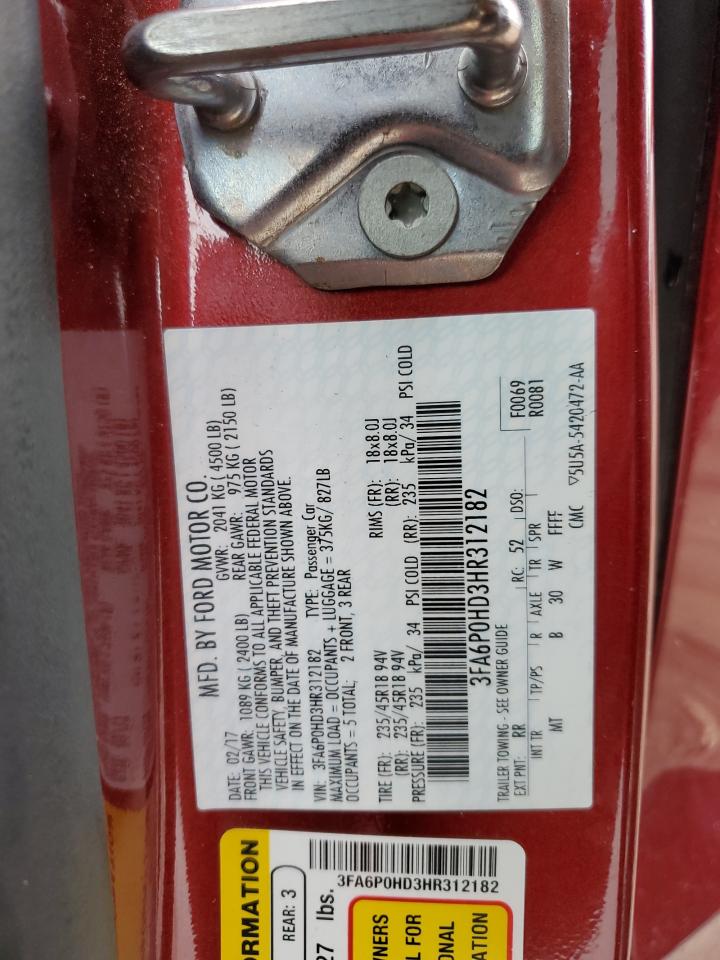 MFD. BY FORD MOTOR CO.
DATE: 02/17 GVWR: 2041 KG ( 4500 LB)
FRONT GAWR: 1089 KG ( 2400 LB) REAR GAWR: 975 KG ( 2150 LB)
THIS VEHICLE CONFORMS TO ALL APPLICABLE FEDERAL MOTOR
VEHICLE SAFETY, BUMPER, AND THEFT PREVENTION STANDARDS
IN EFFECT ON THE DATE OF MANUFACTURE SHOWN ABOVE.
VIN: 3FA6P0HD3HR312182 TYPE: Passenger Car
MAXIMUM LOAD = OCCUPANTS + LUGGAGE = 375KG/ 827LB
OCCUPANTS = 5 TOTAL; 2 FRONT, 3 REAR
TIRE (FR): 235/45R18 94V RIMS (FR): 18x8.0J
(RR): 235/45R18 94V (RR): 18x8.0J
PRESSURE (FR): 235 kPa/ 34 PSI COLD (RR): 235 kPa/ 34 PSI COLD
3FA6P0HD3HR312182
TRAILER TOWING - SEE OWNER GUIDE F0069
R0081
EXT PNT: RR RC: 52 DSO:
INT TR TP/PS R AXLE TR SPR
MT B 30 W FFFF
CMC ▽5U5A-5420472-AA
ORMATION
REAR: 3
27 lbs.
3FA6P0HD3HR312182
WNERS
L FOR
ONAL
ATION